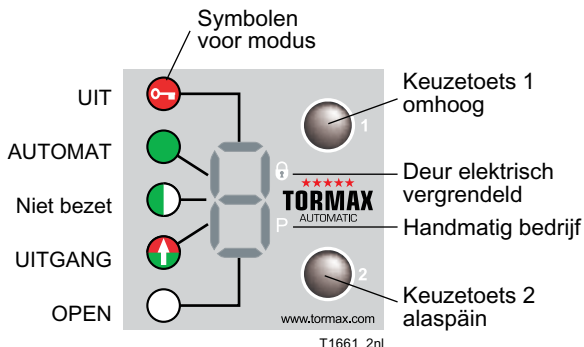 Symbolen
voor modus
UIT
AUTOMAT
Niet bezet
UITGANG
OPEN
1
TORMAX
AUTOMATIC
P
2
www.tormax.com
Keuzetoets 1
omhoog
Deur elektrisch
vergrendeld
Handmatig bedrijf
Keuzetoets 2
alaspäin
T1661_2nl